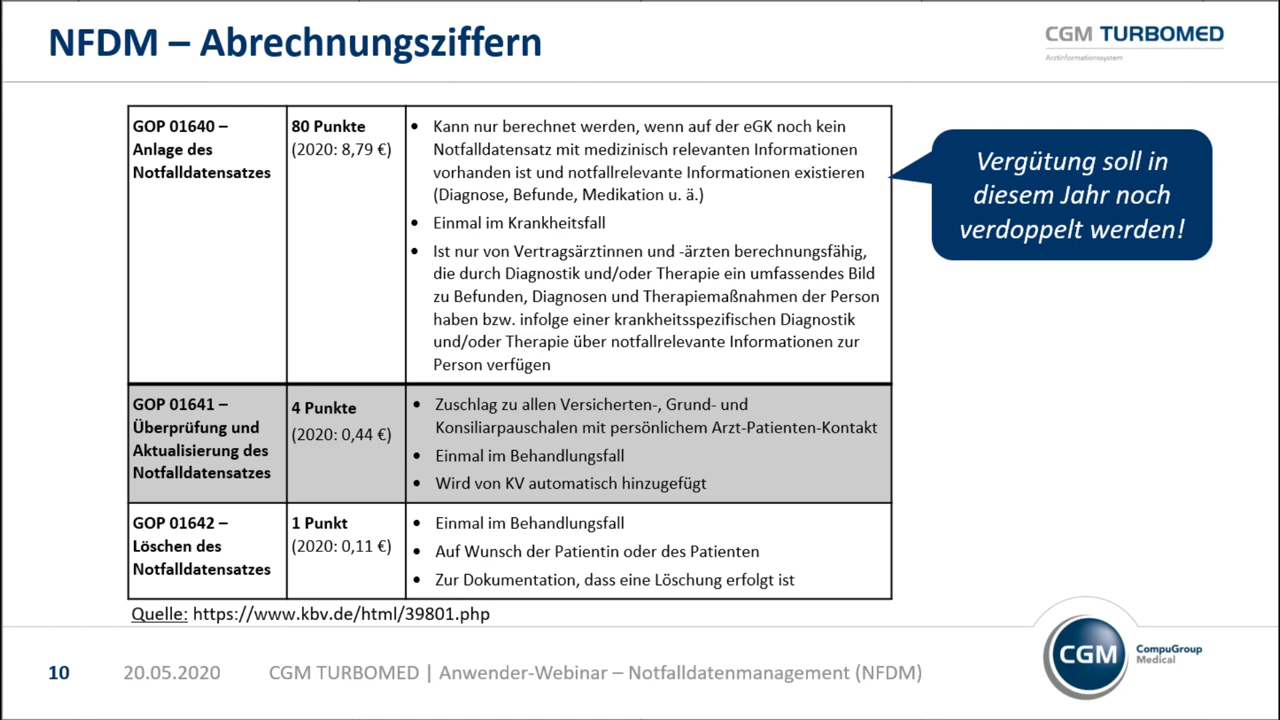 NFDM – Abrechnungsziffern
CGM TURBOMED
Arztinformationssystem
GOP 01640 –
Anlage des
Notfalldatensatzes
80 Punkte
(2020: 8,79 €)
• Kann nur berechnet werden, wenn auf der eGK noch kein
Notfalldatensatz mit medizinisch relevanten Informationen
vorhanden ist und notfallrelevante Informationen existieren
(Diagnose, Befunde, Medikation u. ä.)
• Einmal im Krankheitsfall
• Ist nur von Vertragsärztinnen und -ärzten berechnungsfähig,
die durch Diagnostik und/oder Therapie ein umfassendes Bild
zu Befunden, Diagnosen und Therapiemaßnahmen der Person
haben bzw. infolge einer krankheitsspezifischen Diagnostik
und/oder Therapie über notfallrelevante Informationen zur
Person verfügen
Vergütung soll in
diesem Jahr noch
verdoppelt werden!
GOP 01641 –
Überprüfung und
Aktualisierung des
Notfalldatensatzes
4 Punkte
(2020: 0,44 €)
• Zuschlag zu allen Versicherten-, Grund- und
Konsiliarpauschalen mit persönlichem Arzt-Patienten-Kontakt
• Einmal im Behandlungsfall
• Wird von KV automatisch hinzugefügt
GOP 01642 –
Löschen des
Notfalldatensatzes
1 Punkt
(2020: 0,11 €)
• Einmal im Behandlungsfall
• Auf Wunsch der Patientin oder des Patienten
• Zur Dokumentation, dass eine Löschung erfolgt ist
Quelle: https://www.kbv.de/html/39801.php
10
20.05.2020
CGM TURBOMED | Anwender-Webinar – Notfalldatenmanagement (NFDM)
CGM
CompuGroup
Medical